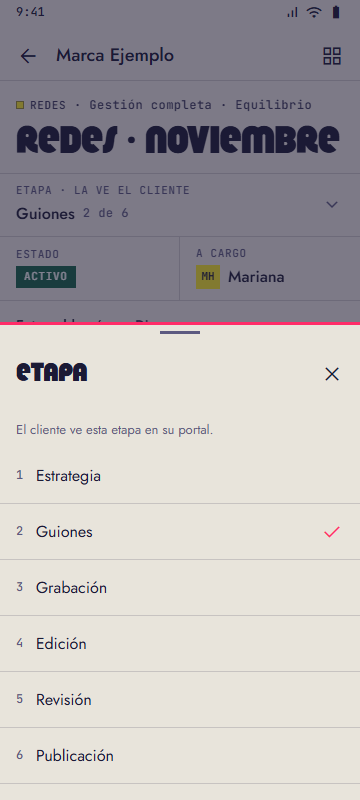 9:41
Marca Ejemplo
REDES · Gestión completa · Equilibrio
Redes · noviembre
ETAPA · LA VE EL CLIENTE
Guiones 2 de 6
ESTADO
ACTIVO
A CARGO
MH Mariana
eTAPA
El cliente ve esta etapa en su portal.
1 Estrategia
2 Guiones
3 Grabación
4 Edición
5 Revisión
6 Publicación